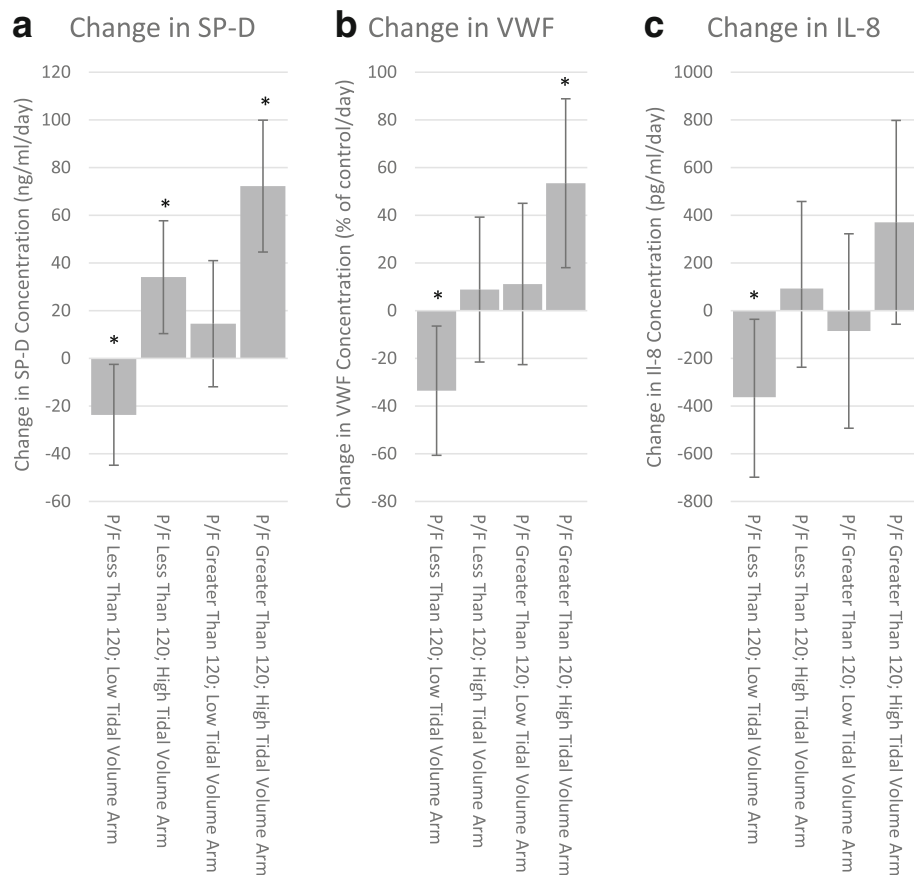 a Change in SP-D
Change in SP-D Concentration (ng/ml/day)
120
100
80
60
40
20
0
-20
-40
-60
*
*
*
P/F Less Than 120; Low Tidal Volume Arm
P/F Less Than 120; High Tidal Volume Arm
P/F Greater Than 120; Low Tidal Volume Arm
P/F Greater Than 120; High Tidal Volume Arm
b Change in VWF
Change in VWF Concentration (% of control/day)
100
80
60
40
20
0
-20
-40
-60
-80
*
*
P/F Less Than 120; Low Tidal Volume Arm
P/F Less Than 120; High Tidal Volume Arm
P/F Greater Than 120; Low Tidal Volume Arm
P/F Greater Than 120; High Tidal Volume Arm
c Change in IL-8
Change in Il-8 Concentration (pg/ml/day)
1000
800
600
400
200
0
-200
-400
-600
-800
*
P/F Less Than 120; Low Tidal Volume Arm
P/F Less Than 120; High Tidal Volume Arm
P/F Greater Than 120; Low Tidal Volume Arm
P/F Greater Than 120; High Tidal Volume Arm